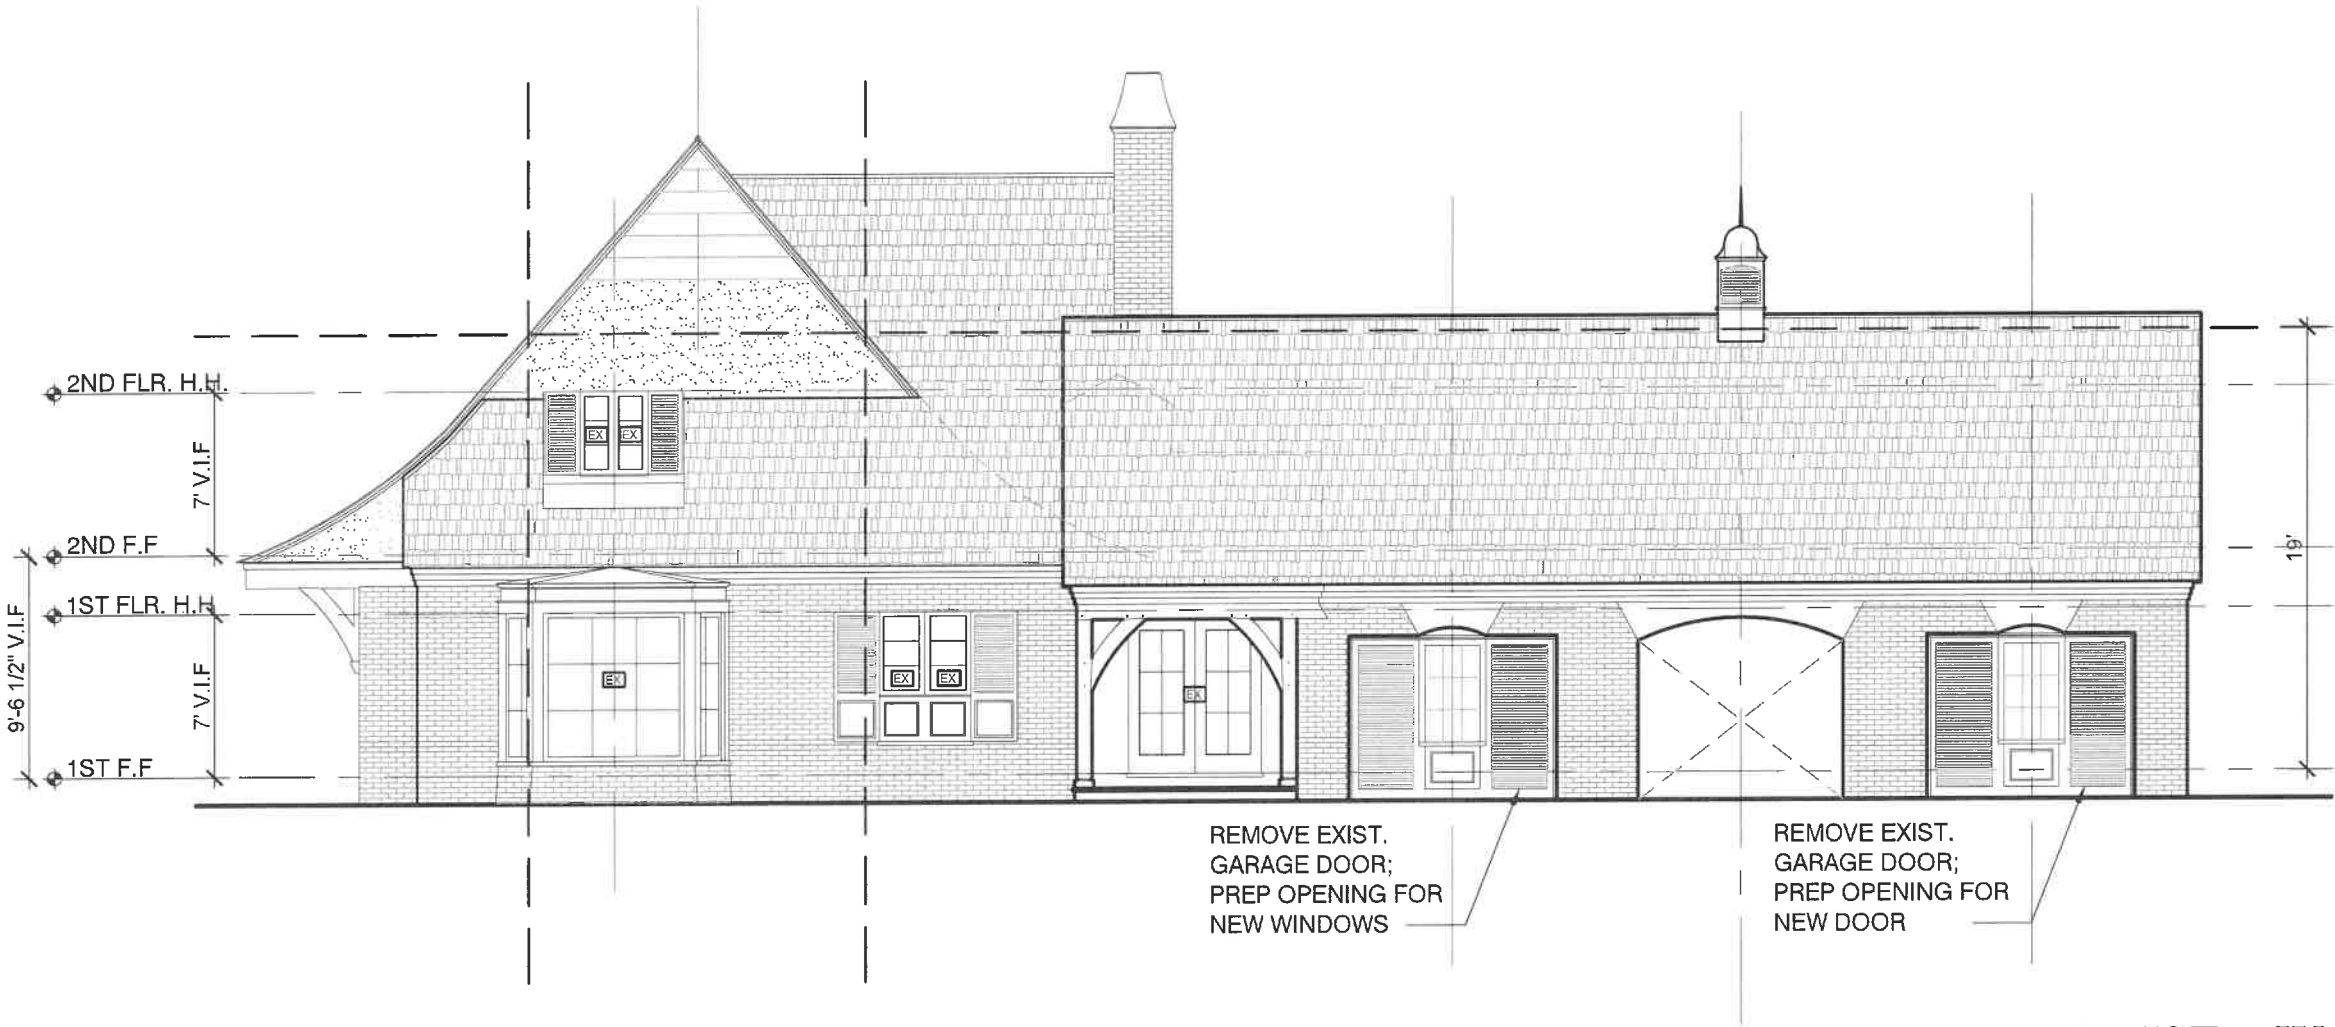 2ND FLR. H.H.
7' V.I.F
2ND F.F
1ST FLR. H.H
9'-6 1/2" V.I.F
7' V.I.F
1ST F.F
EX
EX
EX
EX
EX
EX
19'
REMOVE EXIST.
GARAGE DOOR;
PREP OPENING FOR
NEW WINDOWS
REMOVE EXIST.
GARAGE DOOR;
PREP OPENING FOR
NEW DOOR